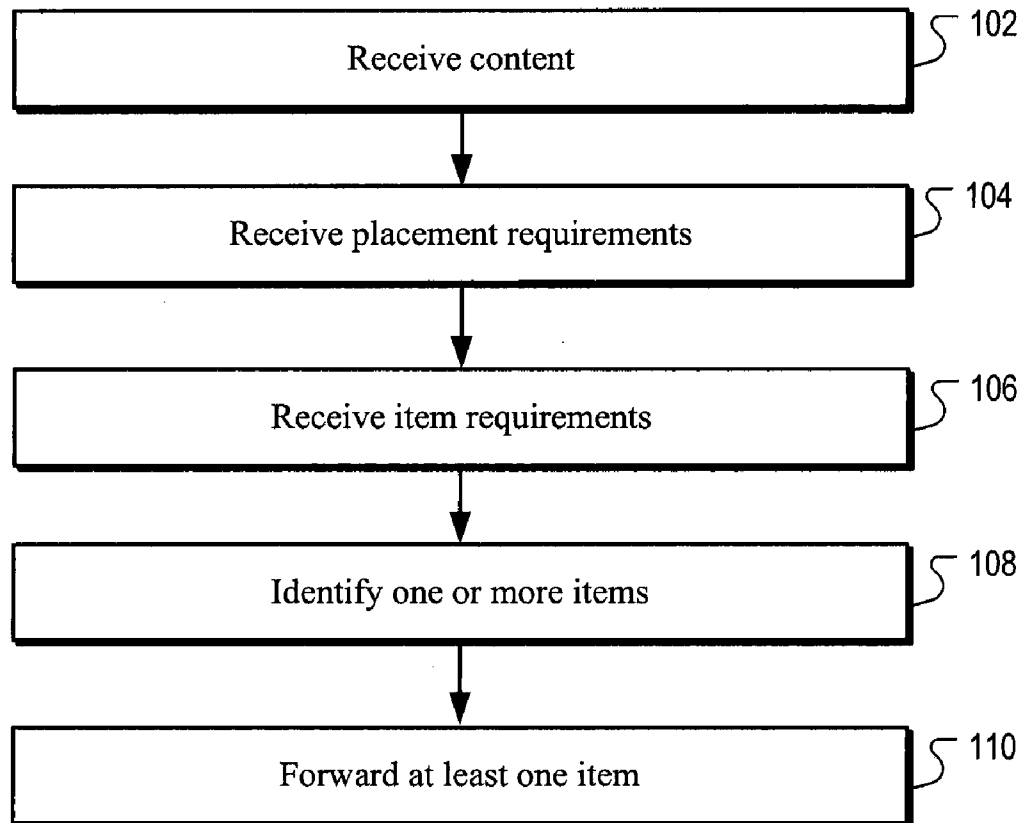 Receive content
102
Receive placement requirements
104
Receive item requirements
106
Identify one or more items
108
Forward at least one item
110